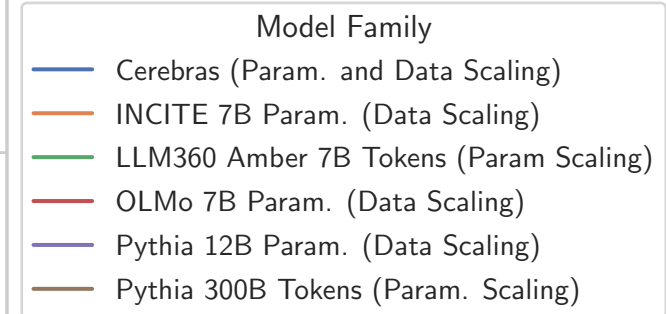 Model Family
Cerebras (Param. and Data Scaling)
INCITE 7B Param. (Data Scaling)
LLM360 Amber 7B Tokens (Param Scaling)
OLMo 7B Param. (Data Scaling)
Pythia 12B Param. (Data Scaling)
Pythia 300B Tokens (Param. Scaling)